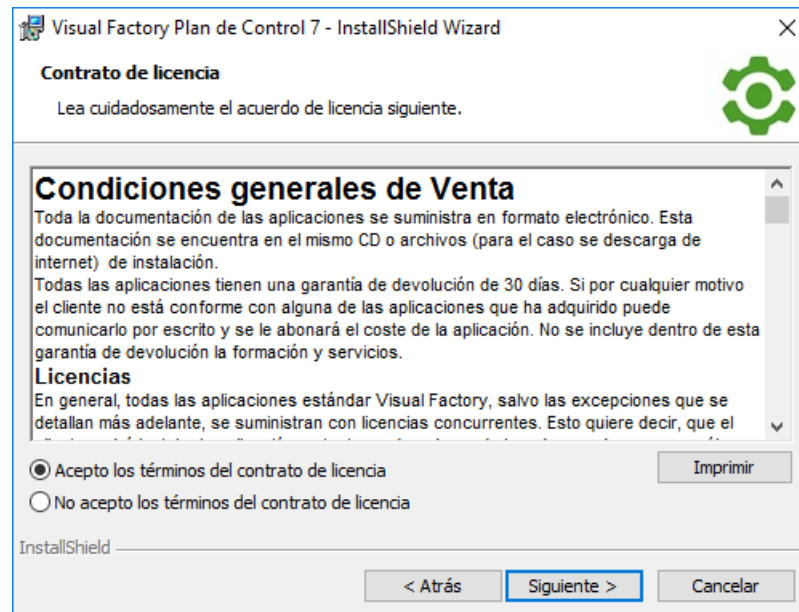 Visual Factory Plan de Control 7 - InstallShield Wizard
Contrato de licencia
Lea cuidadosamente el acuerdo de licencia siguiente.
Condiciones generales de Venta
Toda la documentación de las aplicaciones se suministra en formato electrónico. Esta
documentación se encuentra en el mismo CD o archivos (para el caso se descarga de
internet) de instalación.
Todas las aplicaciones tienen una garantía de devolución de 30 días. Si por cualquier motivo
el cliente no está conforme con alguna de las aplicaciones que ha adquirido puede
comunicarlo por escrito y se le abonará el coste de la aplicación. No se incluye dentro de esta
garantía de devolución la formación y servicios.
Licencias
En general, todas las aplicaciones estándar Visual Factory, salvo las excepciones que se
detallan más adelante, se suministran con licencias concurrentes. Esto quiere decir, que el
Acepto los términos del contrato de licencia
Imprimir
No acepto los términos del contrato de licencia
InstallShield
< Atrás
Siguiente >
Cancelar